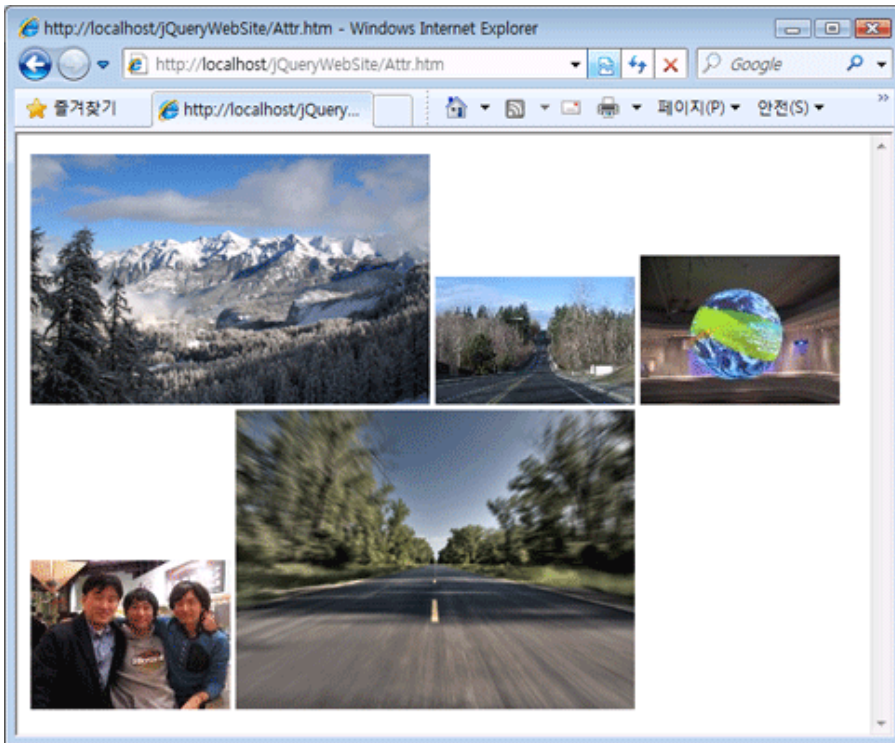 http://localhost/jQueryWebSite/Attr.htm - Windows Internet Explorer
http://localhost/jQueryWebSite/Attr.htm
Google
즐겨찾기
http://localhost/jQuery...
페이지(P)
안전(S)
»